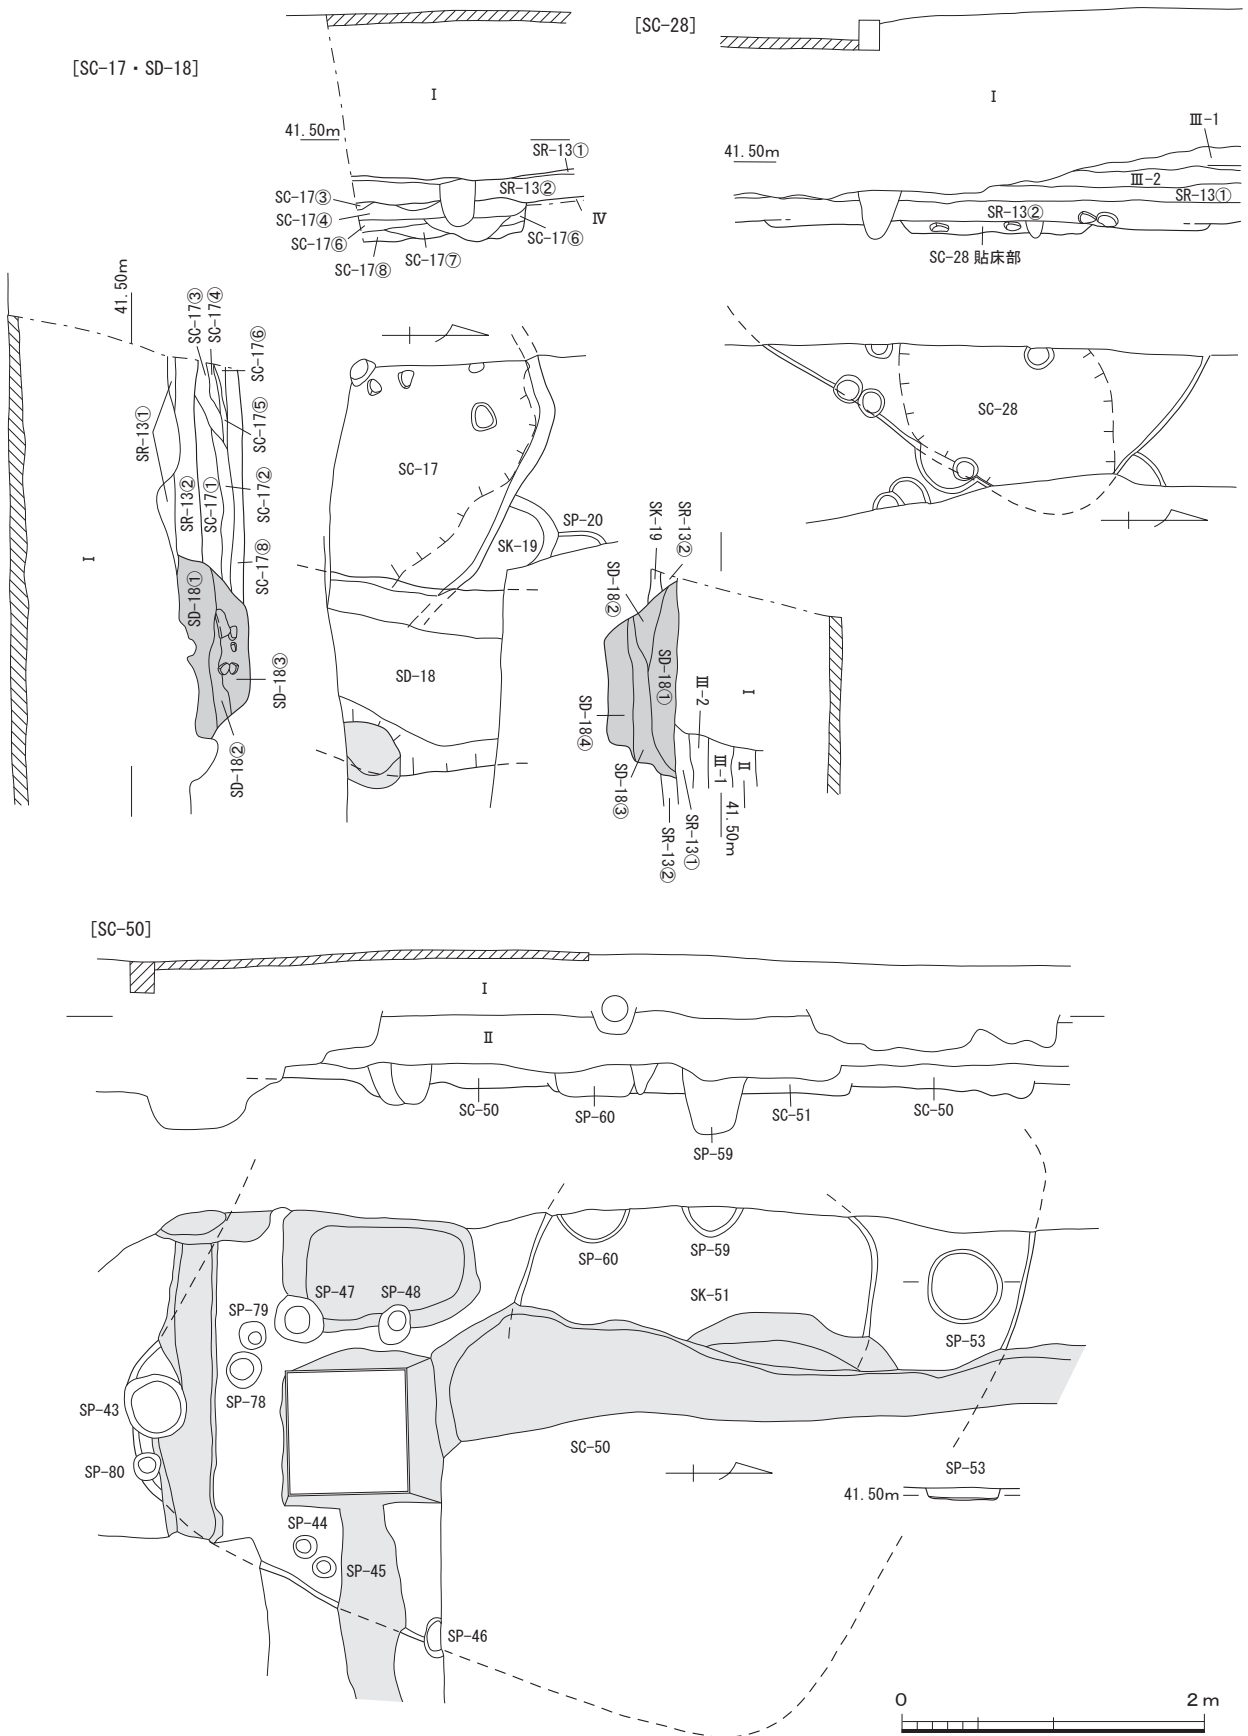 [SC-17・SD-18]
I
41.50m
SR-13①
SR-13②
SC-17③
SC-17④
IV
SC-17⑥
SC-17⑥
SC-17⑦
SC-17⑧
[SC-28]
I
III-1
41.50m
III-2
SR-13①
SR-13②
SC-28 貼床部
41.50m
SC-17③
SC-17④
SC-17⑥
SR-13①
SC-17⑤
SR-13②
SC-17①
SC-17②
I
SC-17⑧
SD-18①
SD-18③
SD-18②
SC-17
SK-19
SP-20
SD-18
SC-28
SK-19
SR-13②
SD-18②
SD-18①
III-2
I
SD-18④
III-1
II
SD-18③
41.50m
SR-13①
SR-13②
[SC-50]
I
II
SC-50
SP-60
SC-51
SC-50
SP-59
SP-60
SP-59
SP-47
SP-48
SK-51
SP-79
SP-53
SP-78
SP-43
SC-50
SP-80
SP-53
41.50m
SP-44
SP-45
SP-46
0
2 m